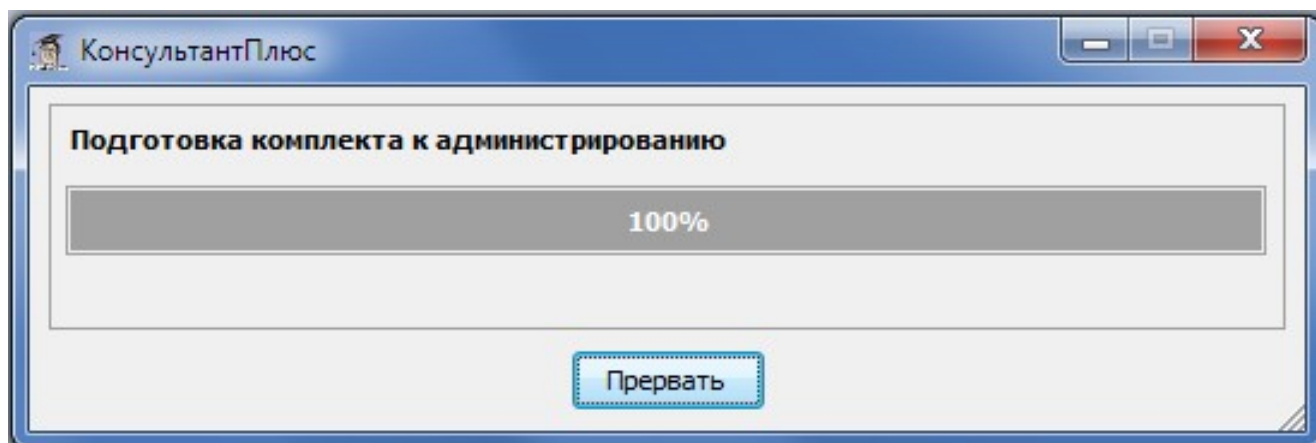 КонсультантПлюс
Подготовка комплекта к администрированию
100%
Прервать